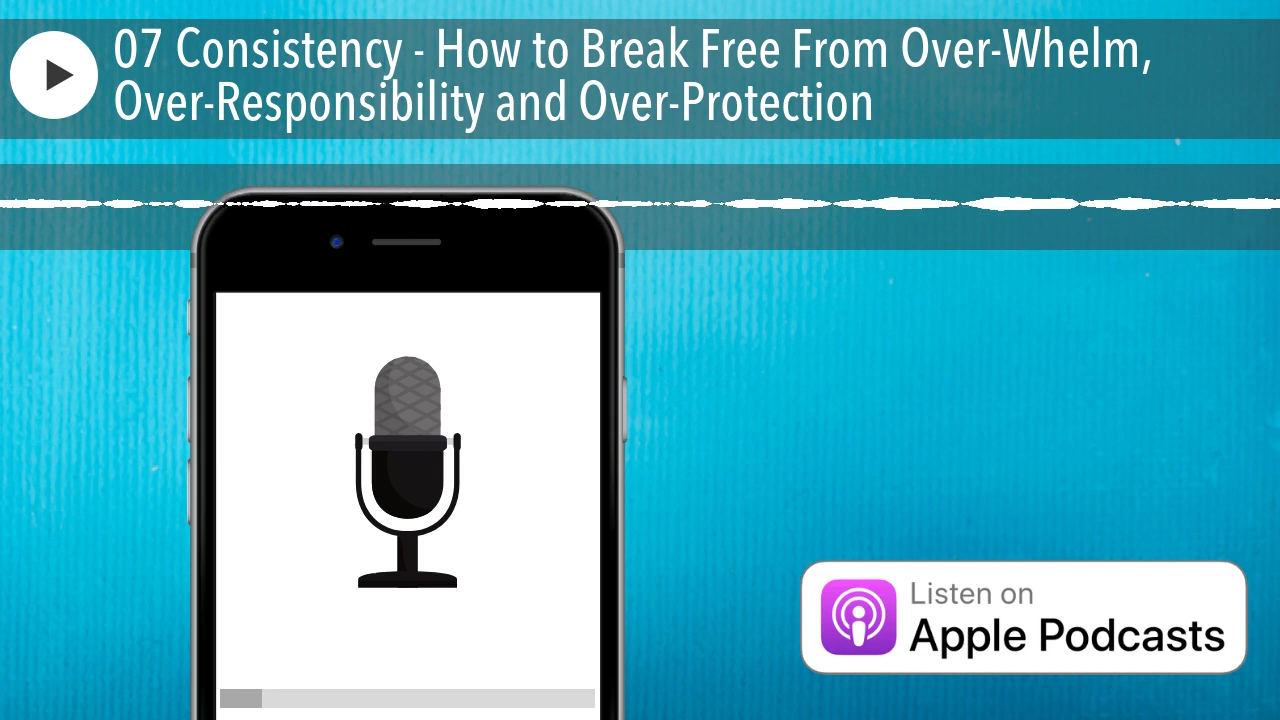 07 Consistency - How to Break Free From Over-Whelm,
Over-Responsibility and Over-Protection
Listen on
Apple Podcasts